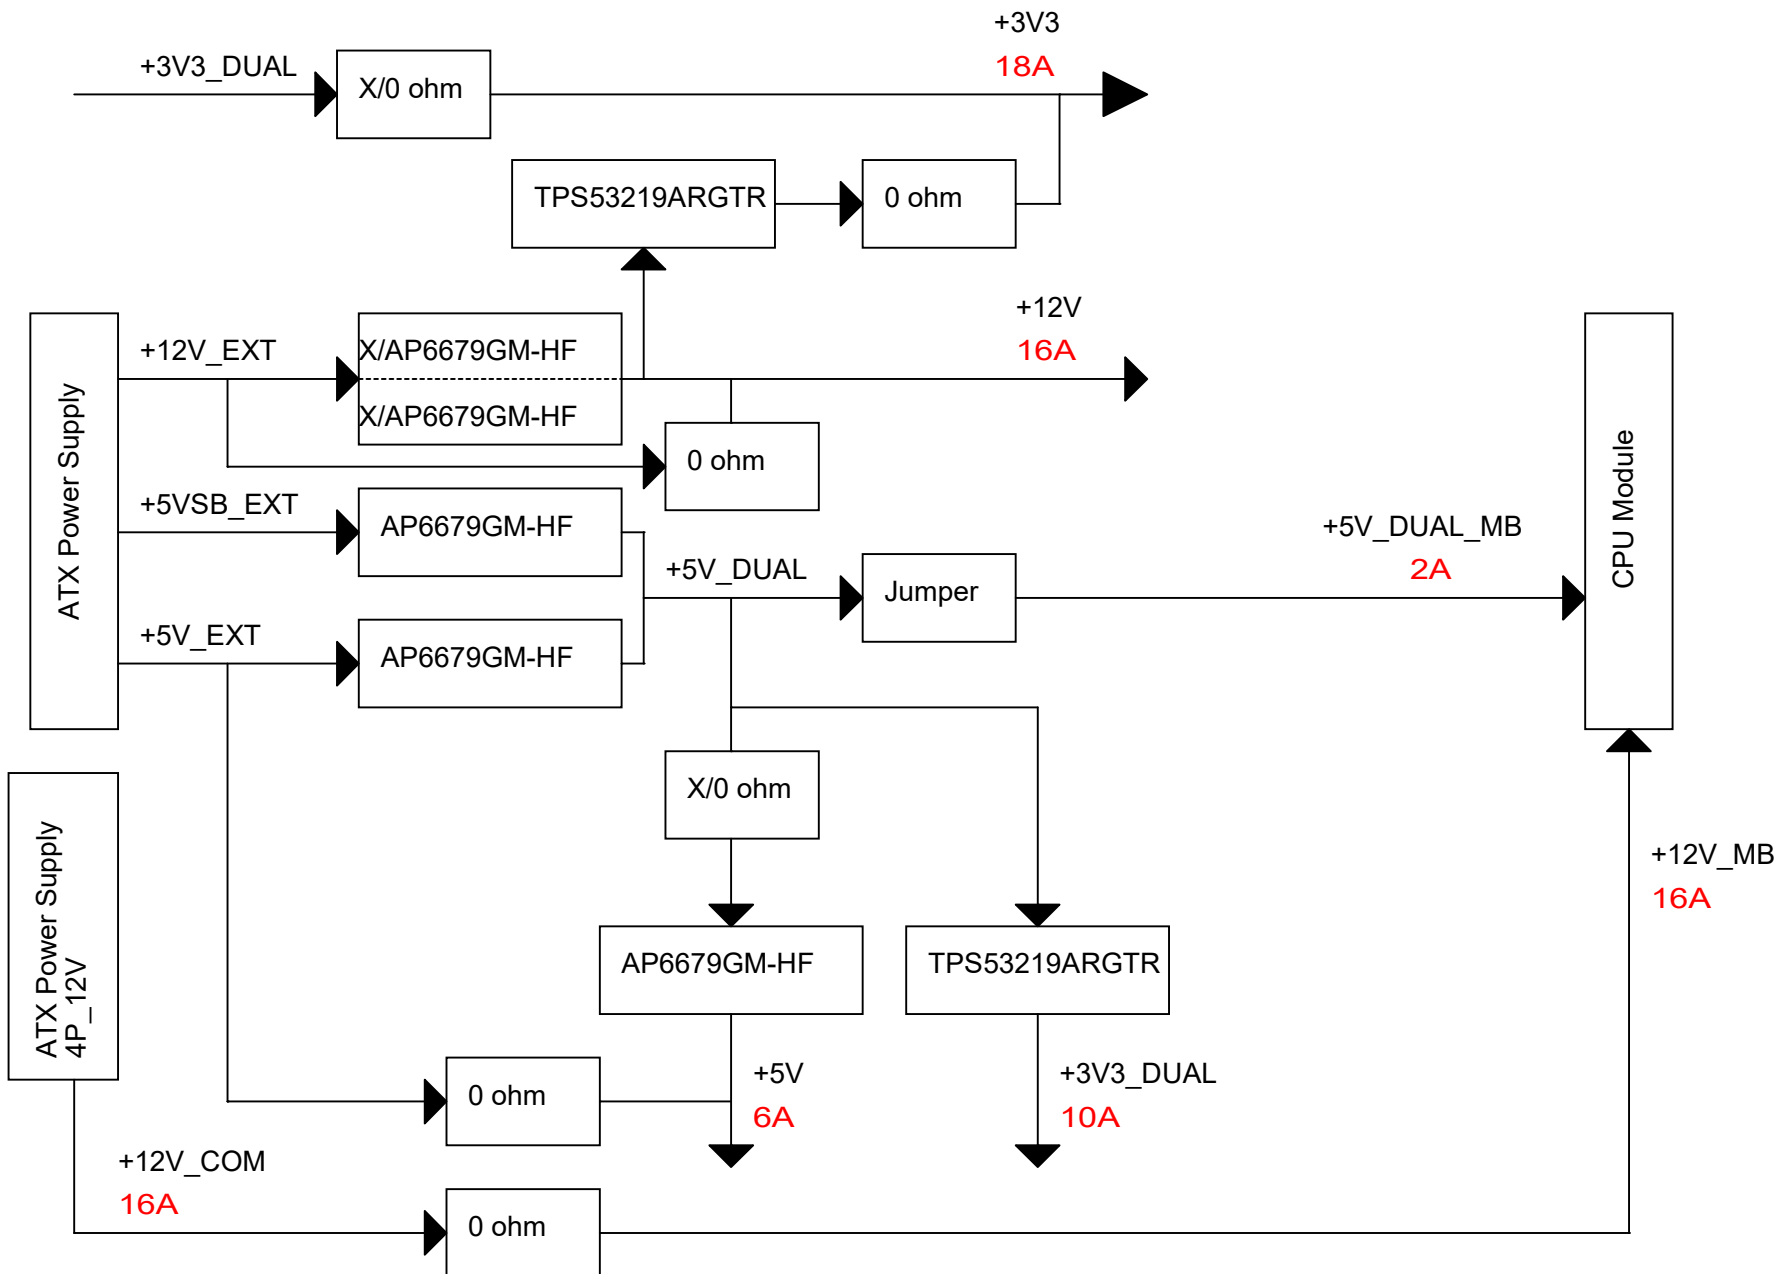 +3V3
+3V3_DUAL
18A
X/0 ohm
TPS53219ARGTR
0 ohm
+12V
+12V_EXT
X/AP6679GM-HF
16A
X/AP6679GM-HF
0 ohm
ATX Power Supply
CPU Module
+5VSB_EXT
AP6679GM-HF
+5V_DUAL_MB
+5V_DUAL
2A
Jumper
+5V_EXT
AP6679GM-HF
X/0 ohm
+12V_MB
16A
ATX Power Supply
4P_12V
AP6679GM-HF
TPS53219ARGTR
+5V
+3V3_DUAL
0 ohm
6A
10A
+12V_COM
16A
0 ohm